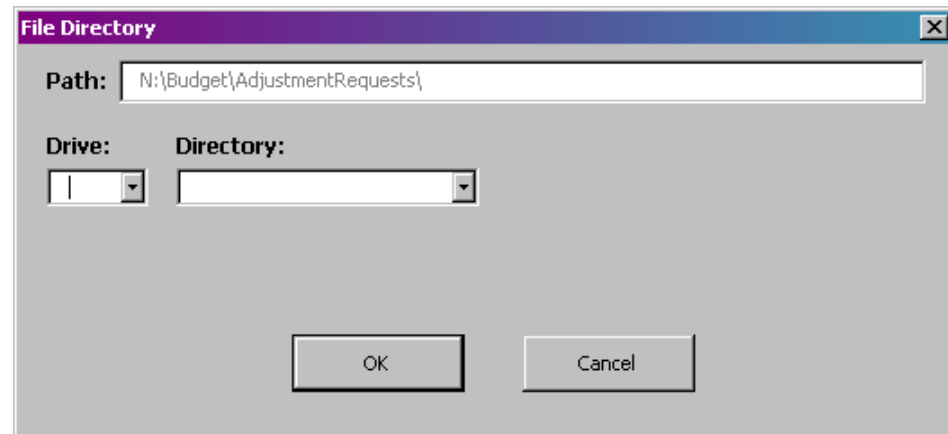 File Directory
Path: N:\Budget\AdjustmentRequests\
Drive: Directory:
OK Cancel